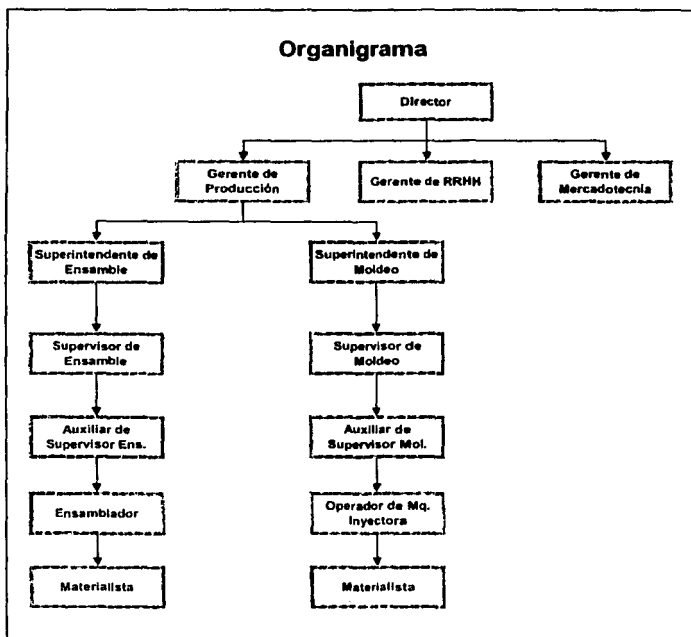 Organigrama
Director
Gerente de
Producción
Gerente de RRHH
Gerente de
Mercadotecnia
Superintendente de
Ensamble
Superintendente de
Moldeo
Supervisor de
Ensamble
Supervisor de
Moldeo
Auxiliar de
Supervisor Ens.
Auxiliar de
Supervisor Mol.
Ensamblador
Operador de Mq.
Inyectora
Materialista
Materialista